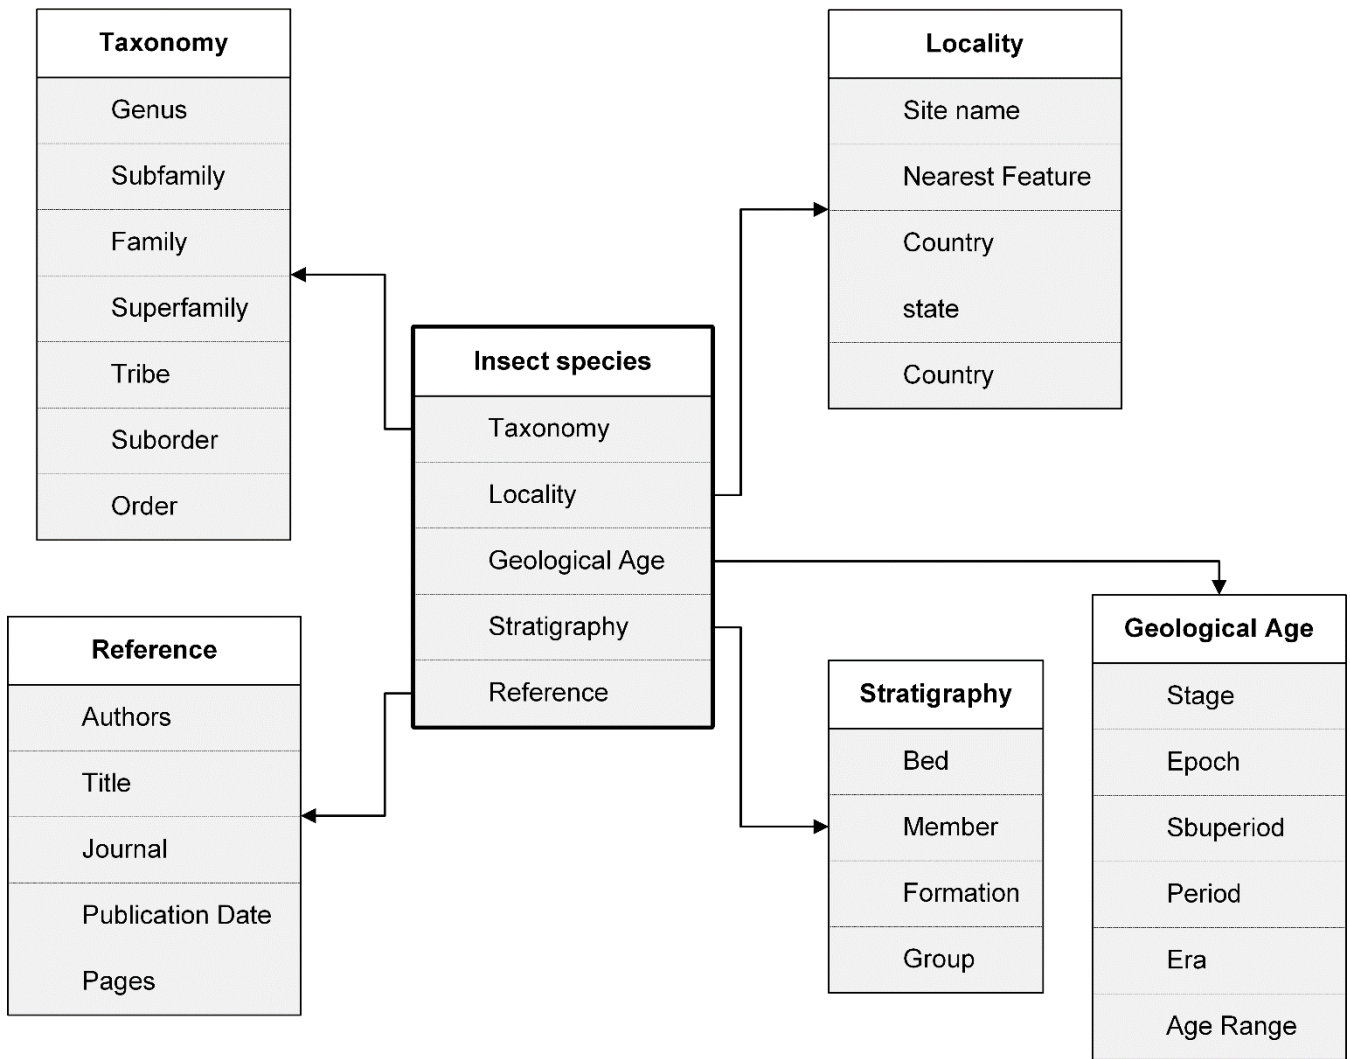 Taxonomy
Genus
Subfamily
Family
Superfamily
Tribe
Suborder
Order
Locality
Site name
Nearest Feature
Country
state
Country
Insect species
Taxonomy
Locality
Geological Age
Stratigraphy
Reference
Reference
Authors
Title
Journal
Publication Date
Pages
Stratigraphy
Bed
Member
Formation
Group
Geological Age
Stage
Epoch
Sbuperiod
Period
Era
Age Range